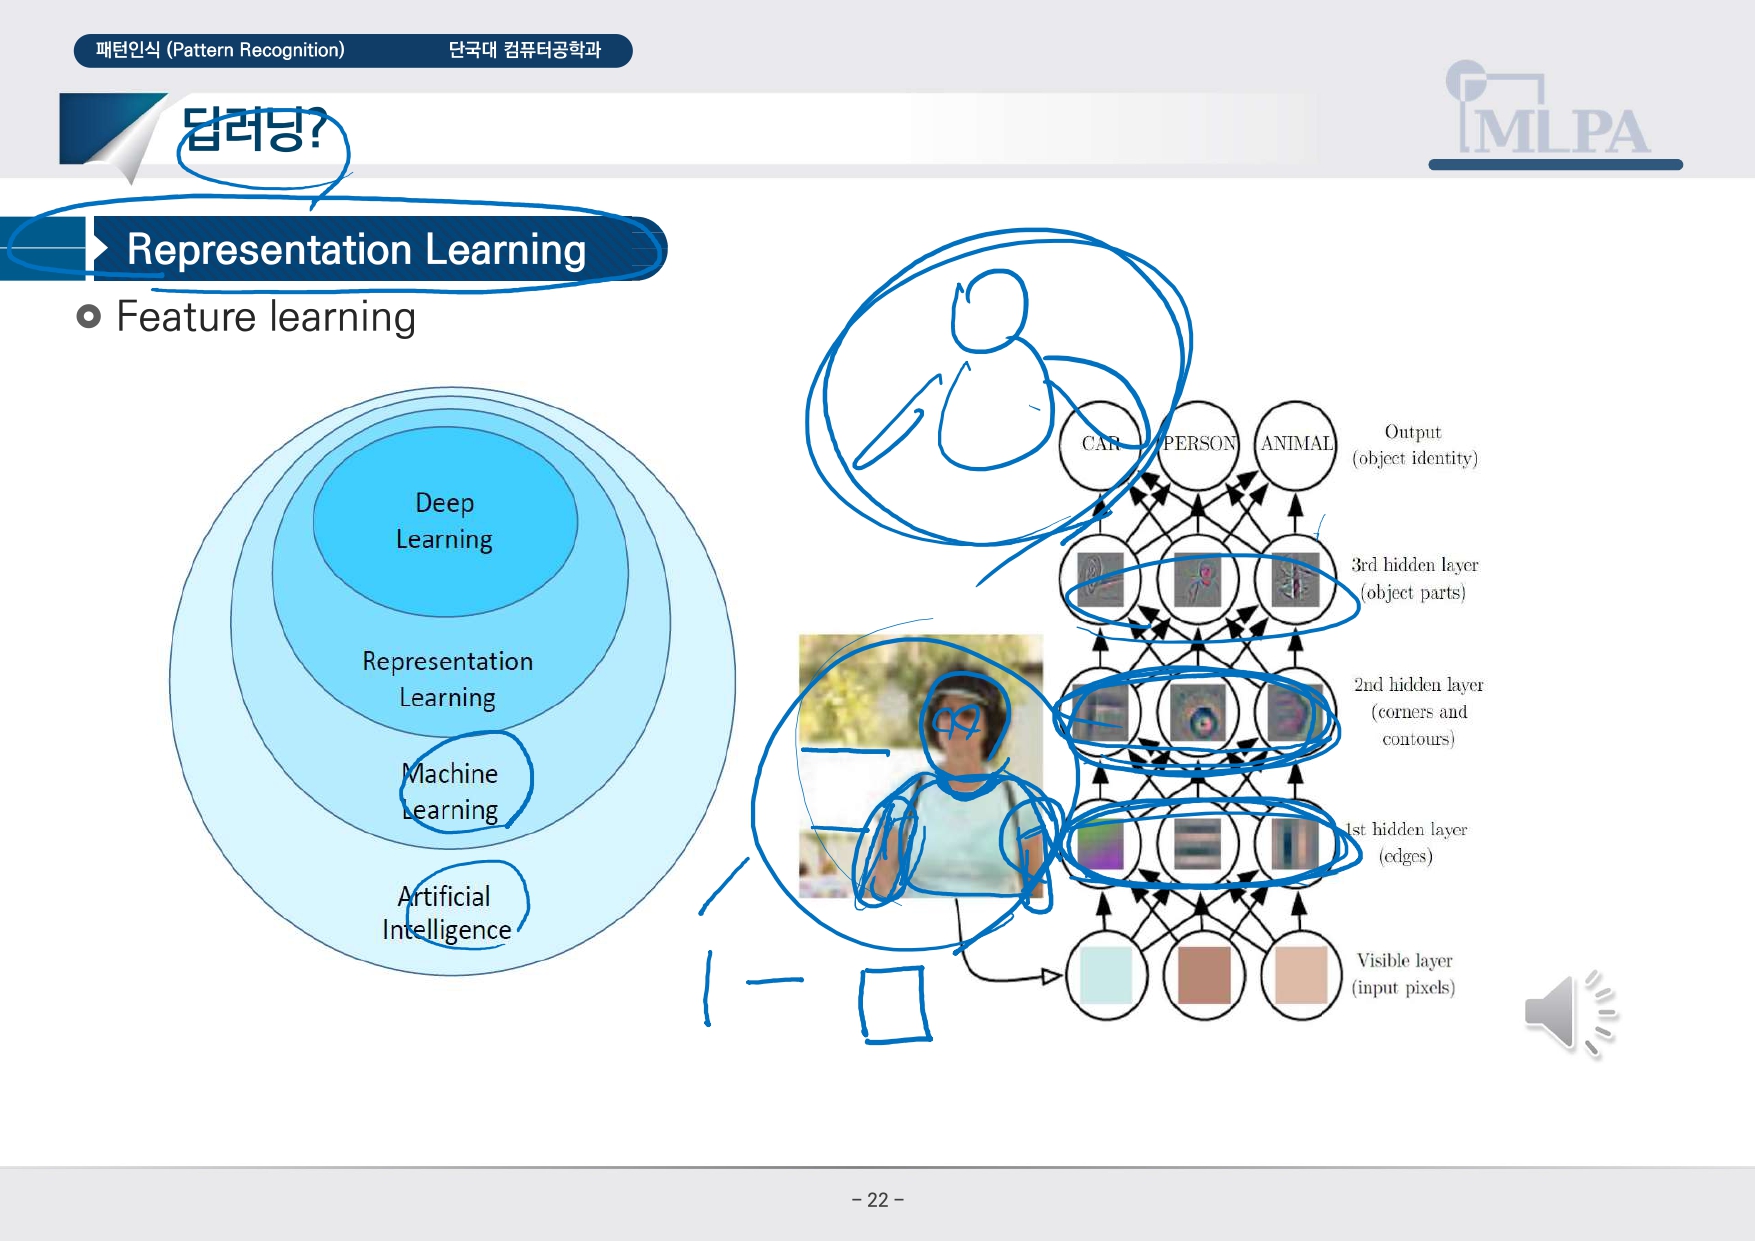 패턴인식 (Pattern Recognition) 단국대 컴퓨터공학과
MLPA
딥러딩?
Representation Learning
Feature learning
Deep
Learning
Representation
Learning
Machine
Learning
Artificial
Intelligence
CAR PERSON ANIMAL
Output
(object identity)
3rd hidden layer
(object parts)
2nd hidden layer
(corners and
contours)
1st hidden layer
(edges)
Visible layer
(input pixels)
- 22 -